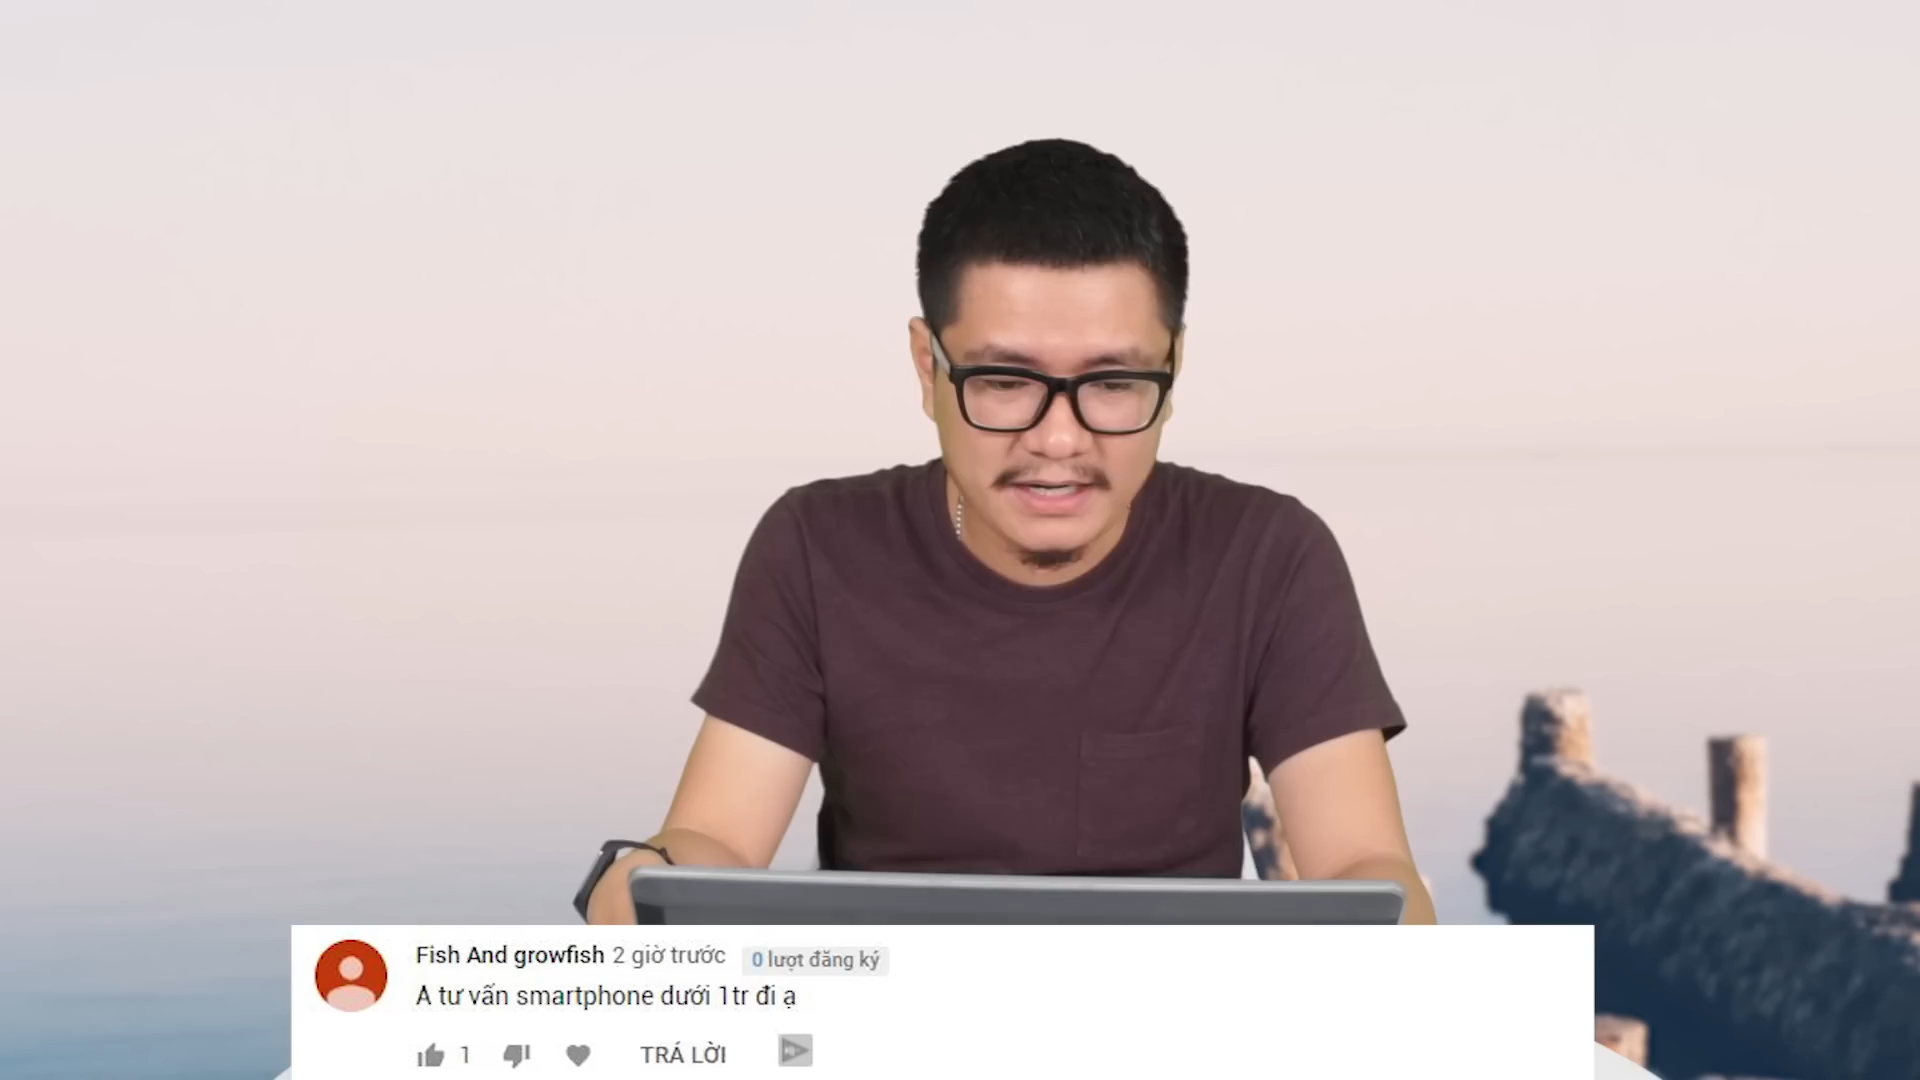 Fish And growfish 2 giờ trước 0 lượt đăng ký
A tư vấn smartphone dưới 1tr đi ạ
1 TRẢ LỜI